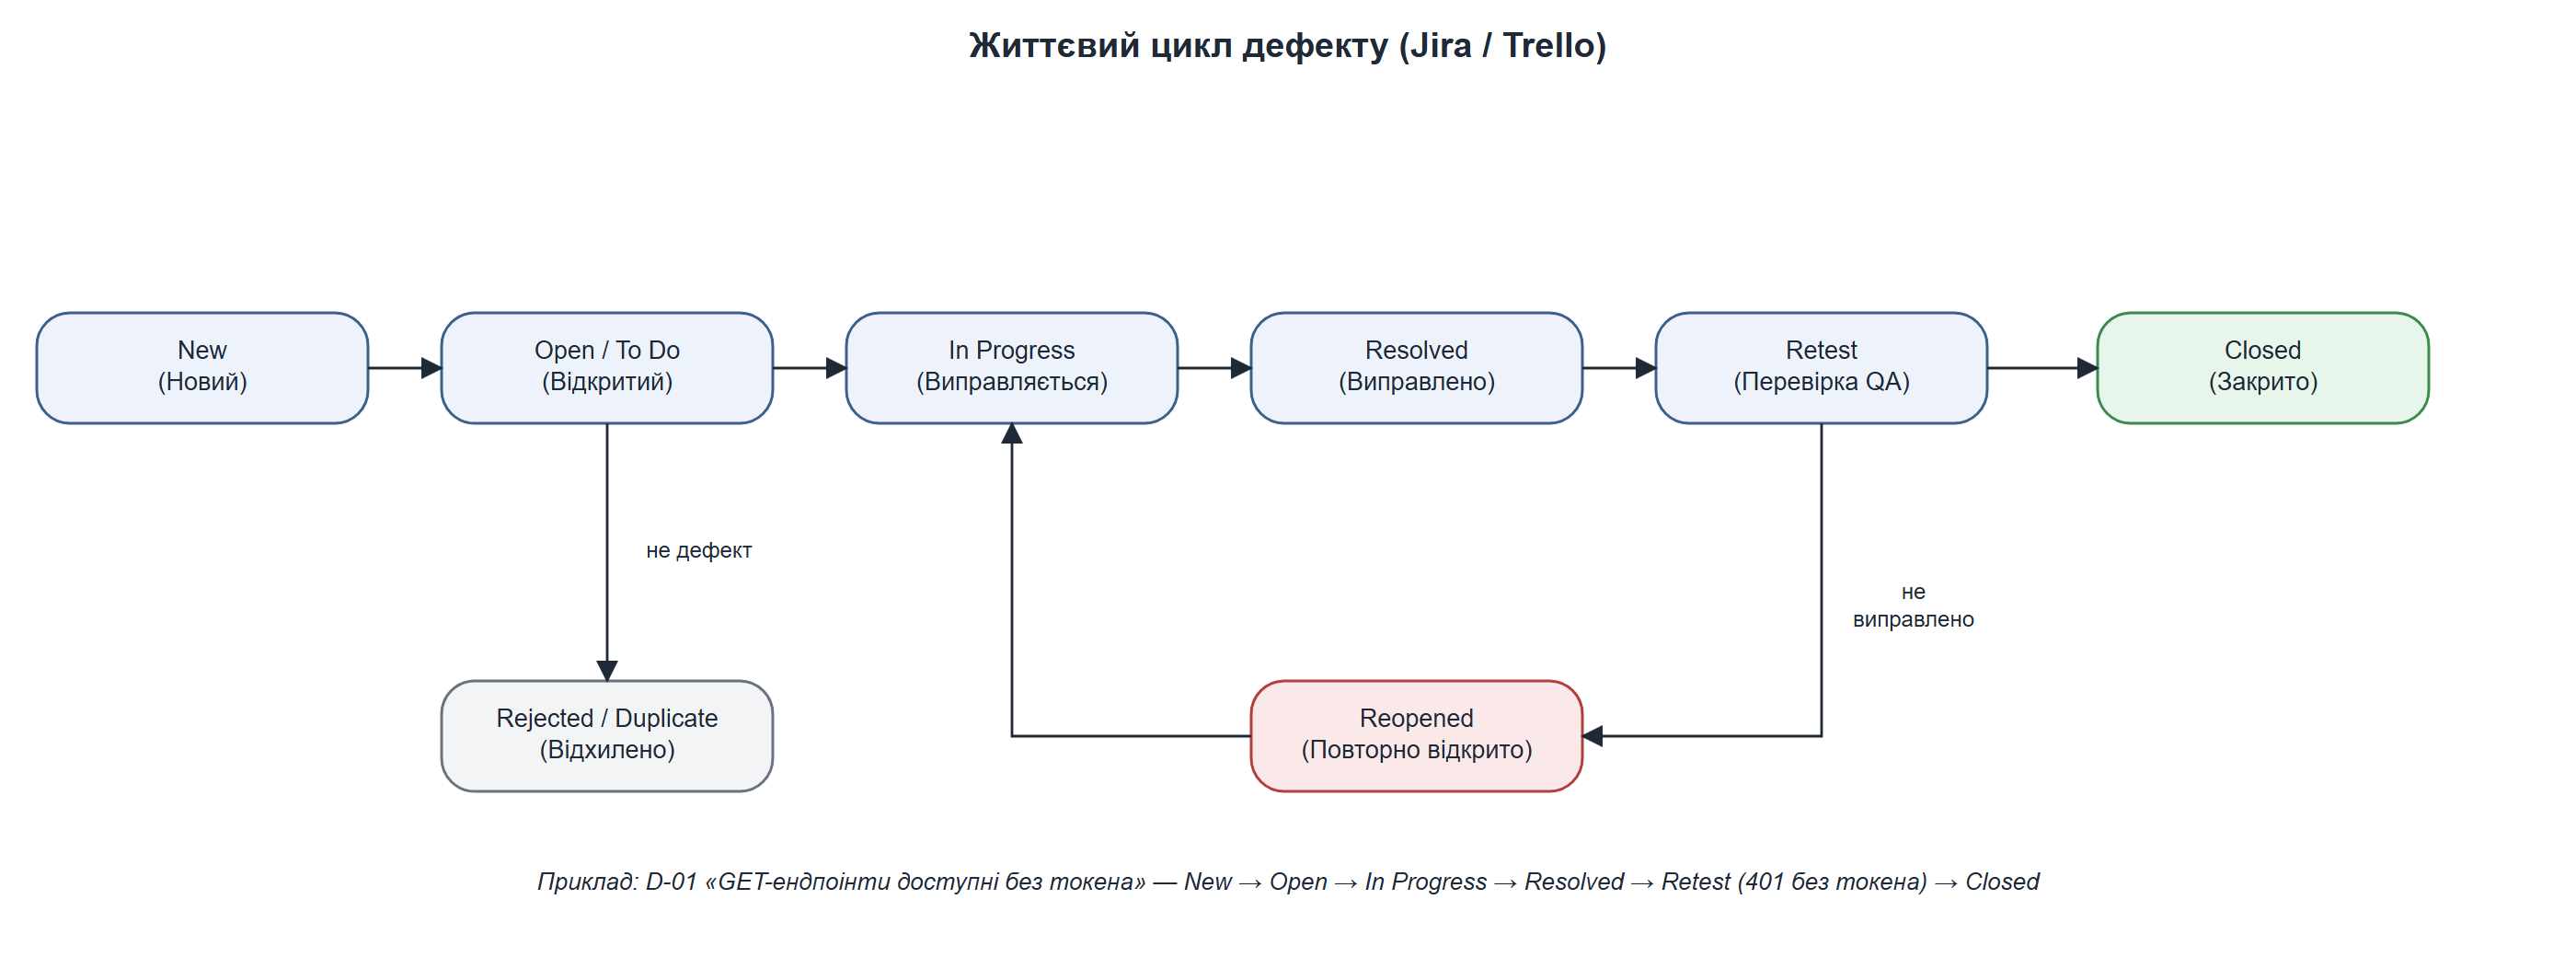 Життєвий цикл дефекту (Jira / Trello)
New
(Новий)
Open / To Do
(Відкритий)
In Progress
(Виправляється)
Resolved
(Виправлено)
Retest
(Перевірка QA)
Closed
(Закрито)
не дефект
не
виправлено
Rejected / Duplicate
(Відхилено)
Reopened
(Повторно відкрито)
Приклад: D-01 «GET-ендпоінти доступні без токена» — New → Open → In Progress → Resolved → Retest (401 без токена) → Closed